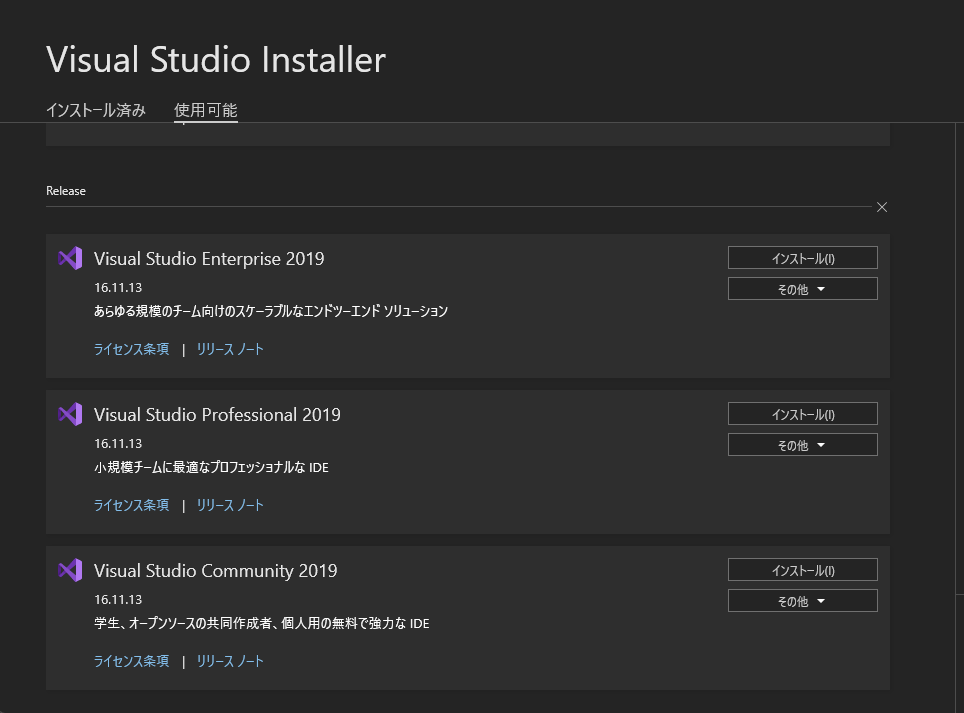 Visual Studio Installer
インストール済み 使用可能
Release
Visual Studio Enterprise 2019
インストール(I)
16.11.13
その他
あらゆる規模のチーム向けのスケーラブルなエンドツーエンド ソリューション
ライセンス条項 | リリース ノート
Visual Studio Professional 2019
インストール(I)
16.11.13
その他
小規模チームに最適なプロフェッショナルな IDE
ライセンス条項 | リリース ノート
Visual Studio Community 2019
インストール(I)
16.11.13
その他
学生、オープンソースの共同作成者、個人用の無料で強力な IDE
ライセンス条項 | リリース ノート